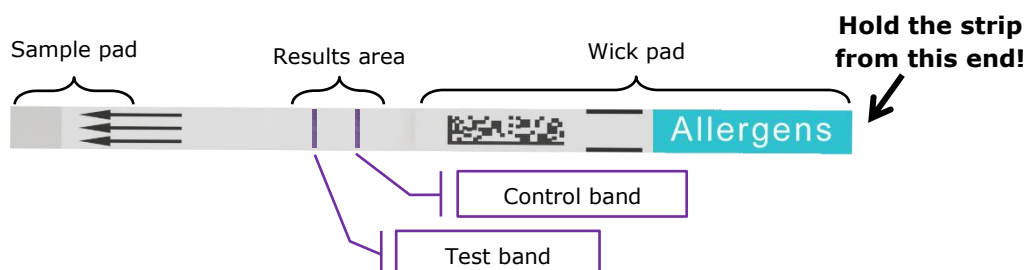 Hold the strip
from this end!
Sample pad
Results area
Wick pad
Allergens
Control band
Test band